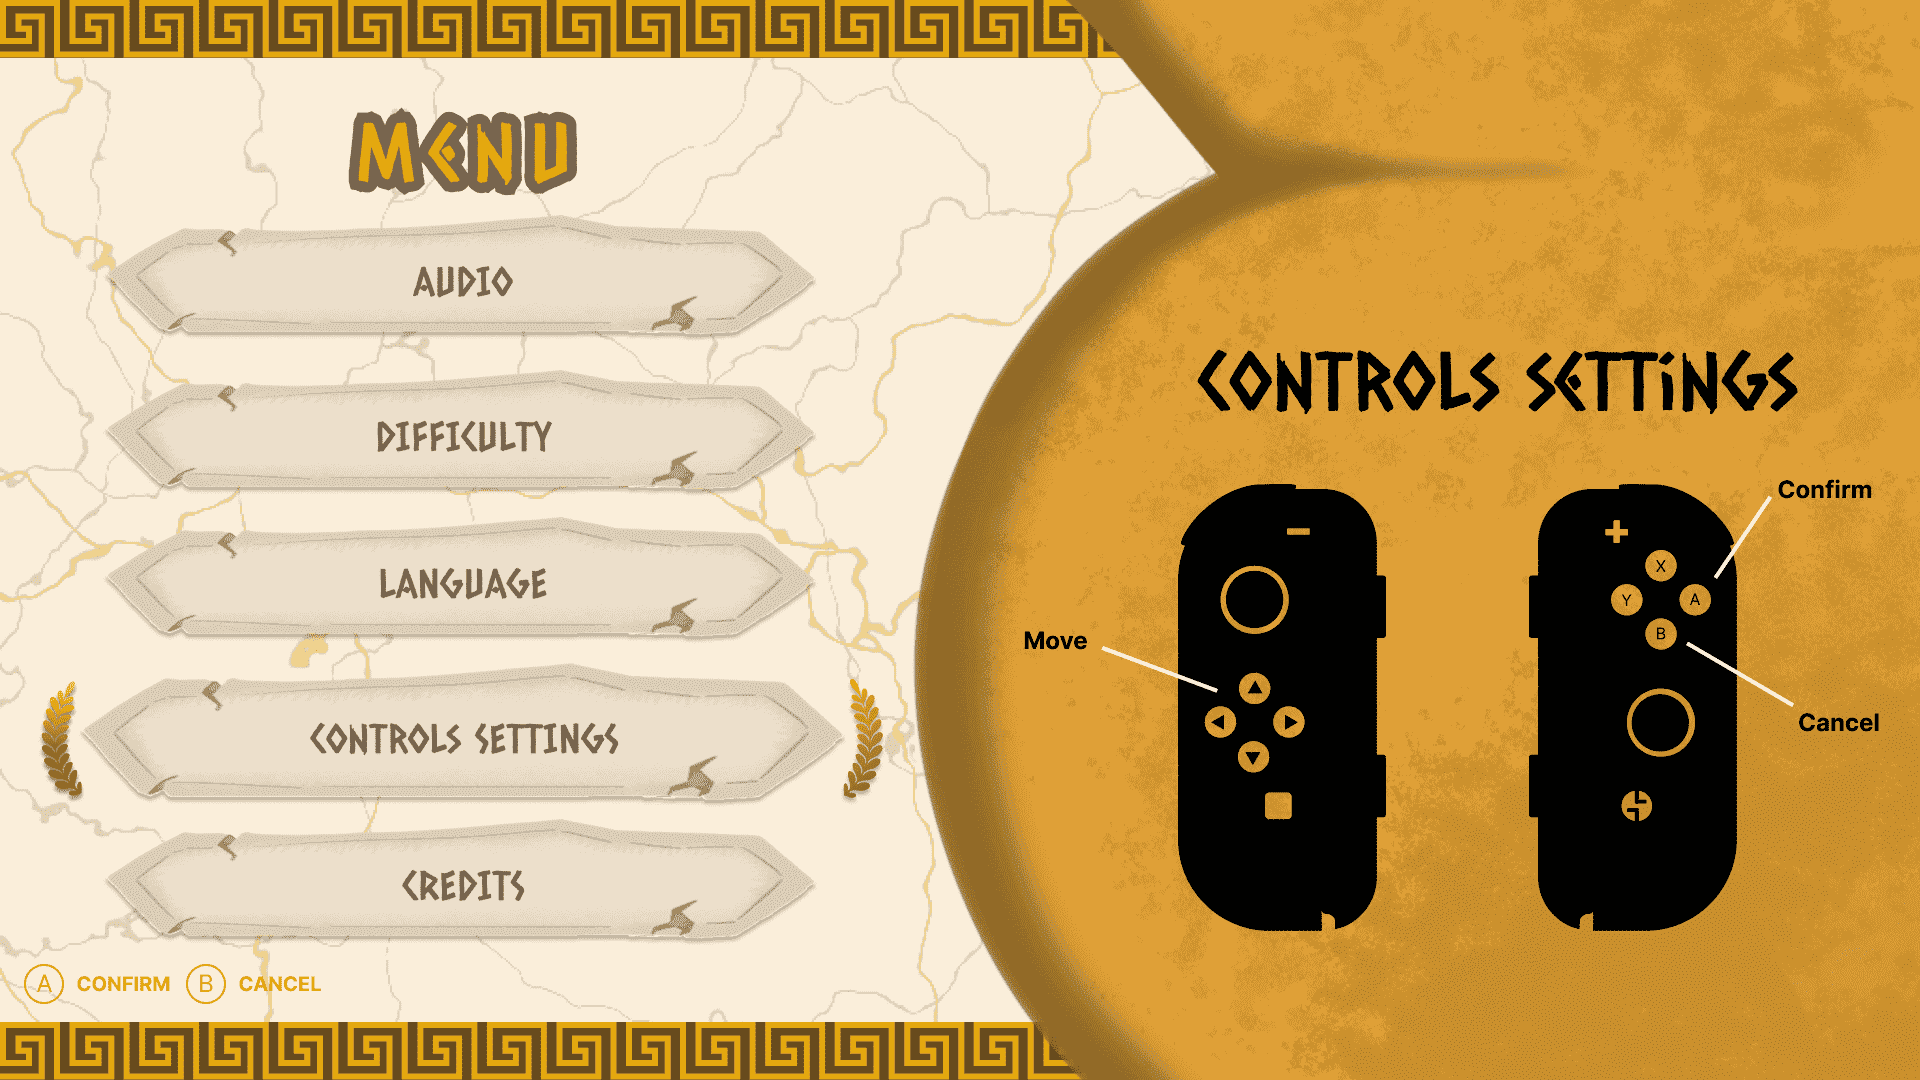 MENU
AUDIO
DIFFICULTY
LANGUAGE
CONTROLS SETTINGS
CREDITS
A CONFIRM B CANCEL
CONTROLS SETTiNGS
Confirm
X
Y A
B
Move
Cancel